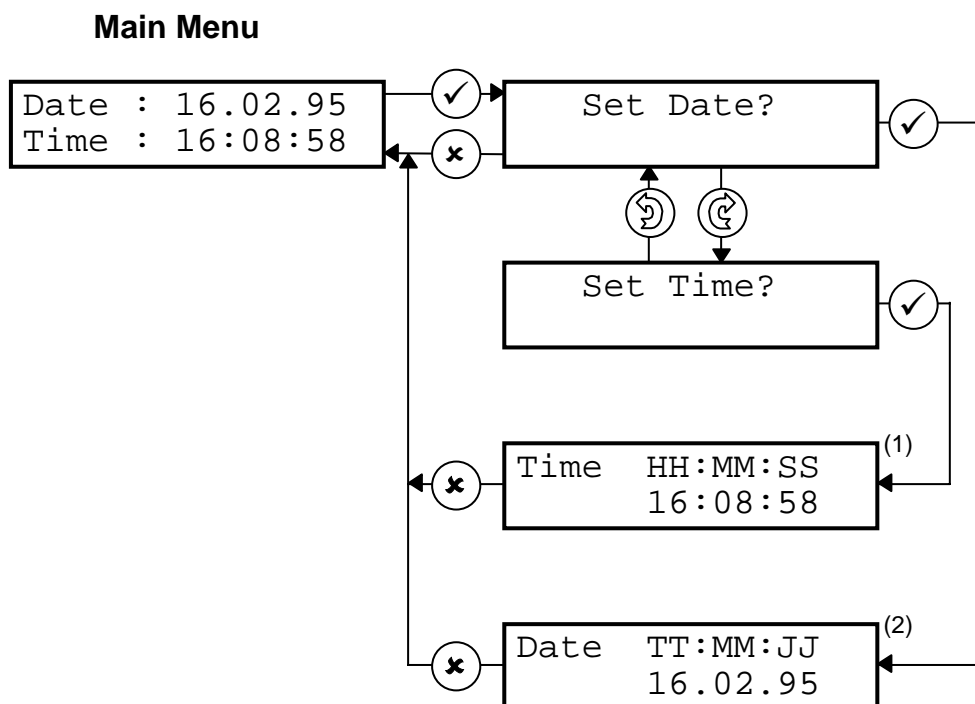 Main Menu
Date : 16.02.95
Time : 16:08:58
Set Date?
Set Time?
(1)
Time HH:MM:SS
16:08:58
(2)
Date TT:MM:JJ
16.02.95